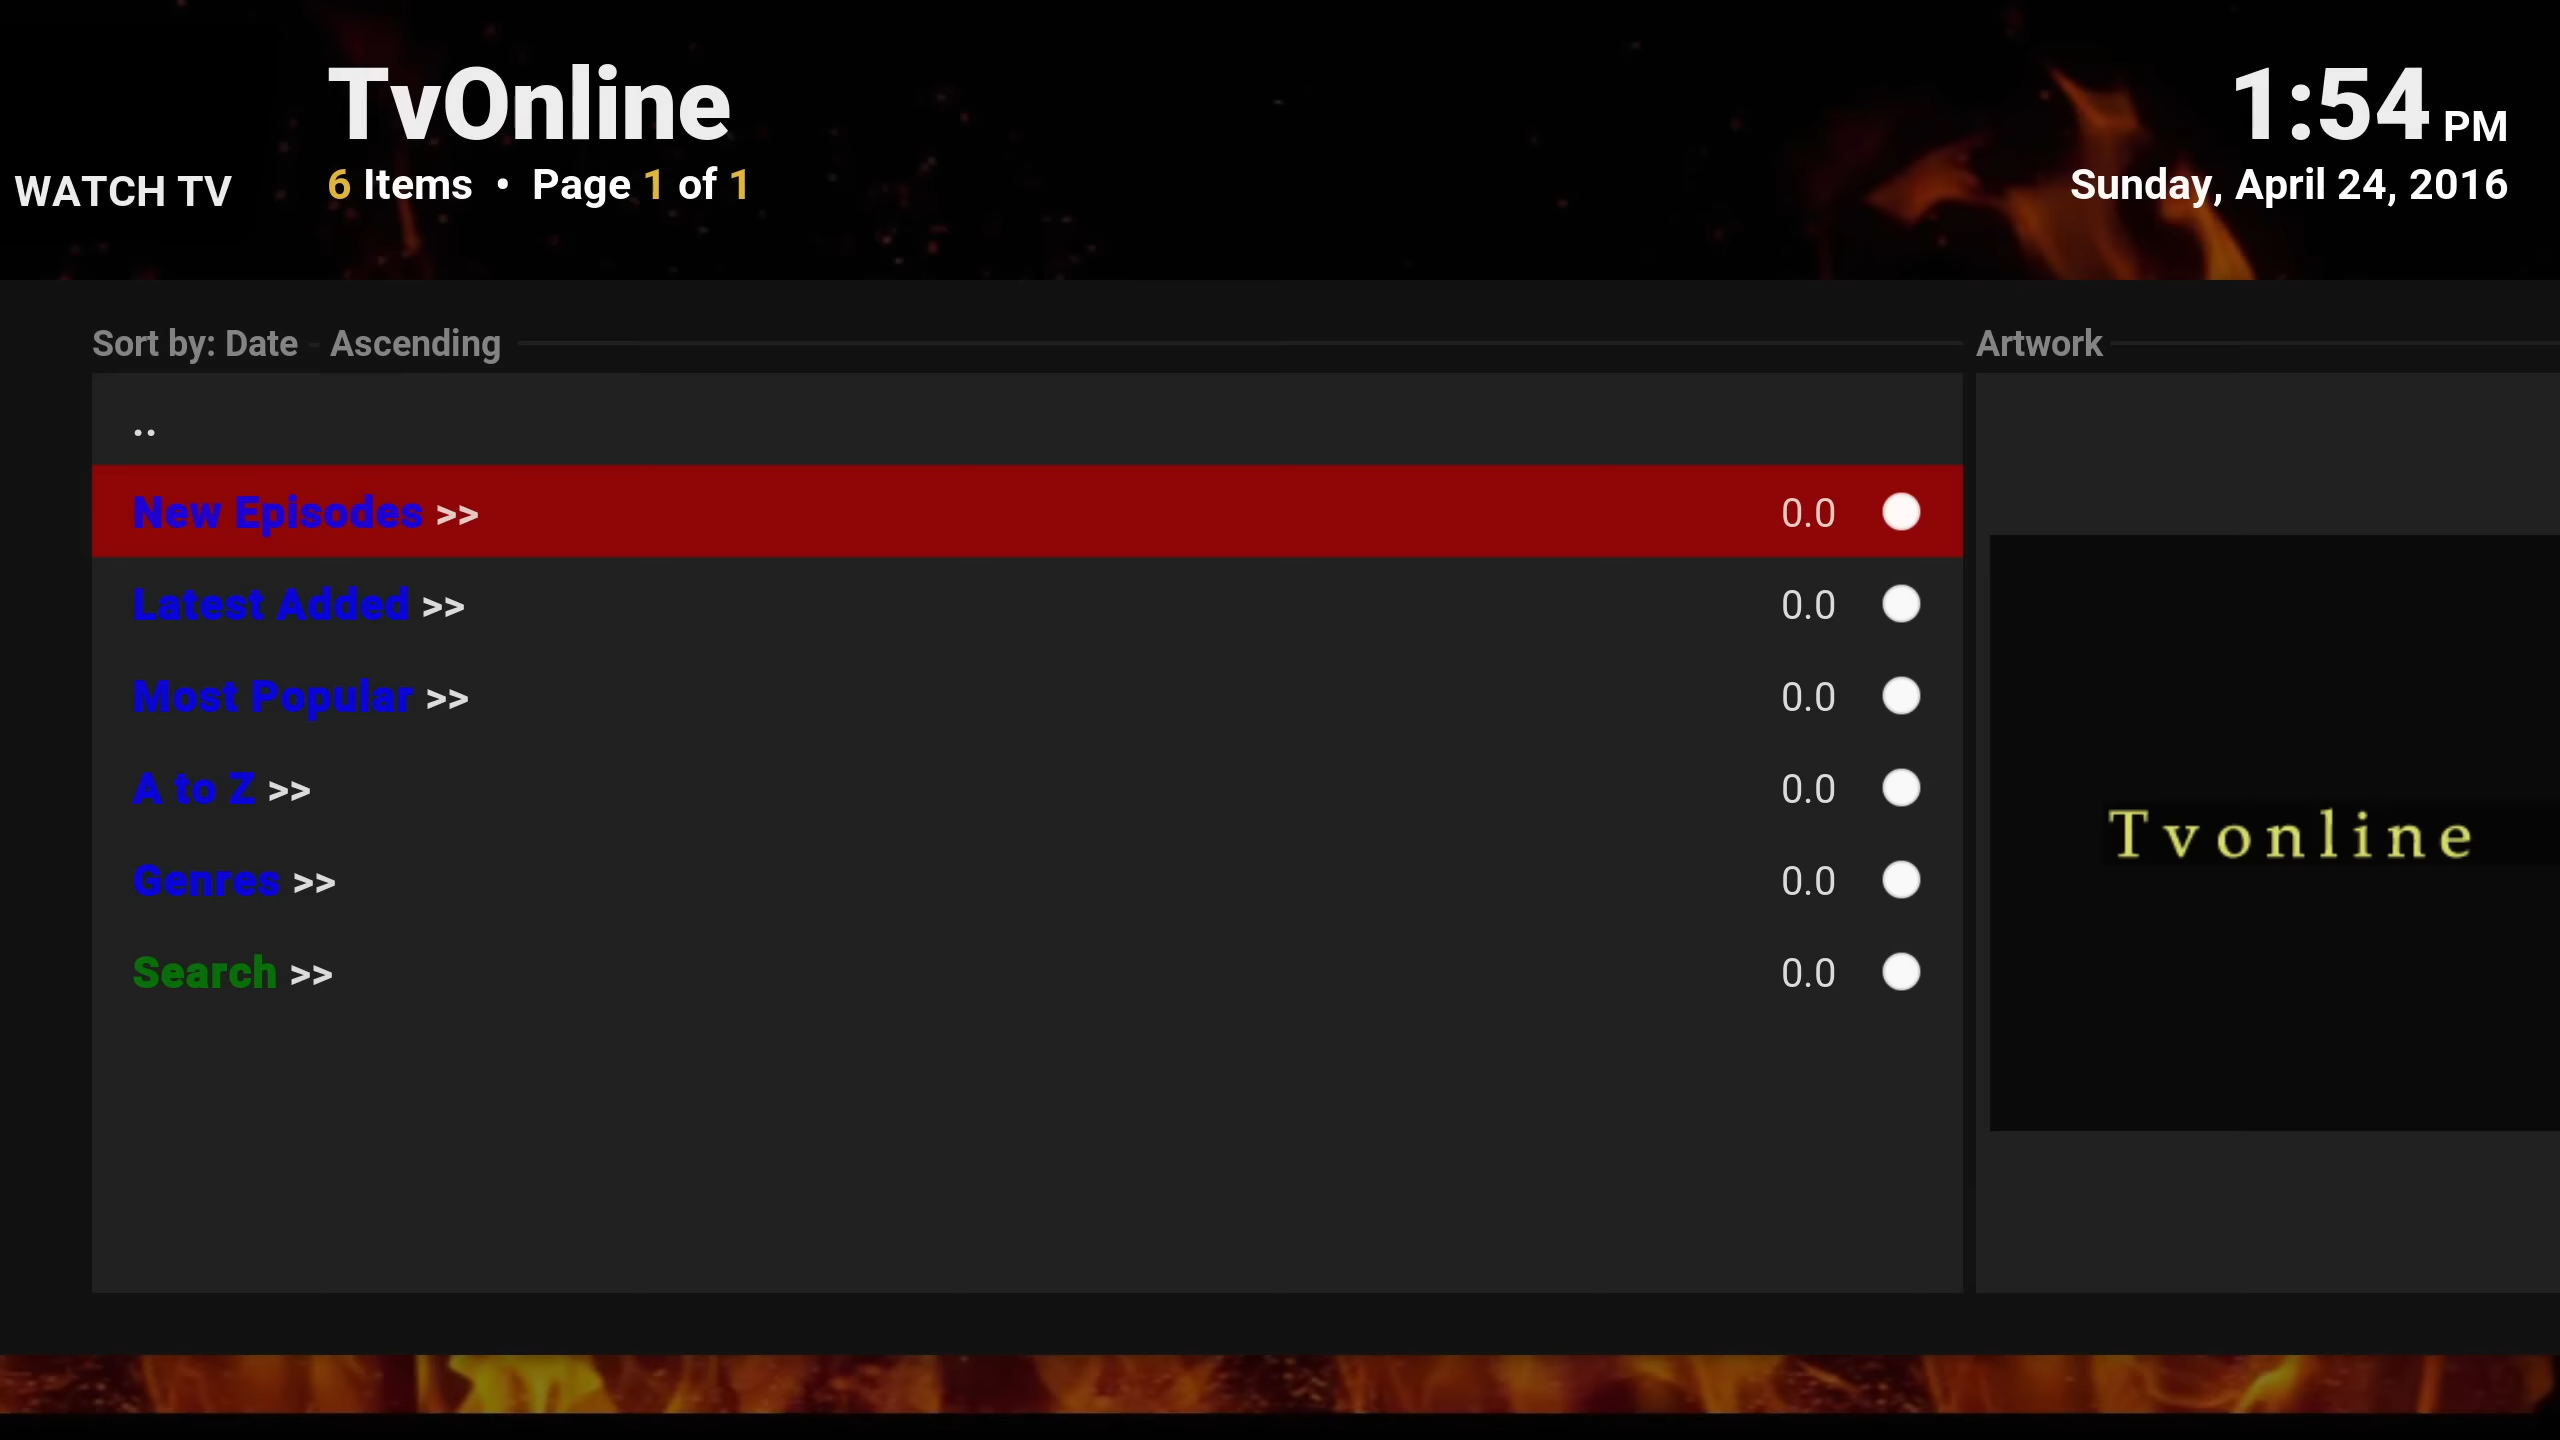 TvOnline
1:54 PM
WATCH TV
6 Items • Page 1 of 1
Sunday, April 24, 2016
Sort by: Date - Ascending
Artwork
..
New Episodes >> 0.0
Latest Added >> 0.0
Most Popular >> 0.0
A to Z >> 0.0
Genres >> 0.0
Search >> 0.0
Tvonline